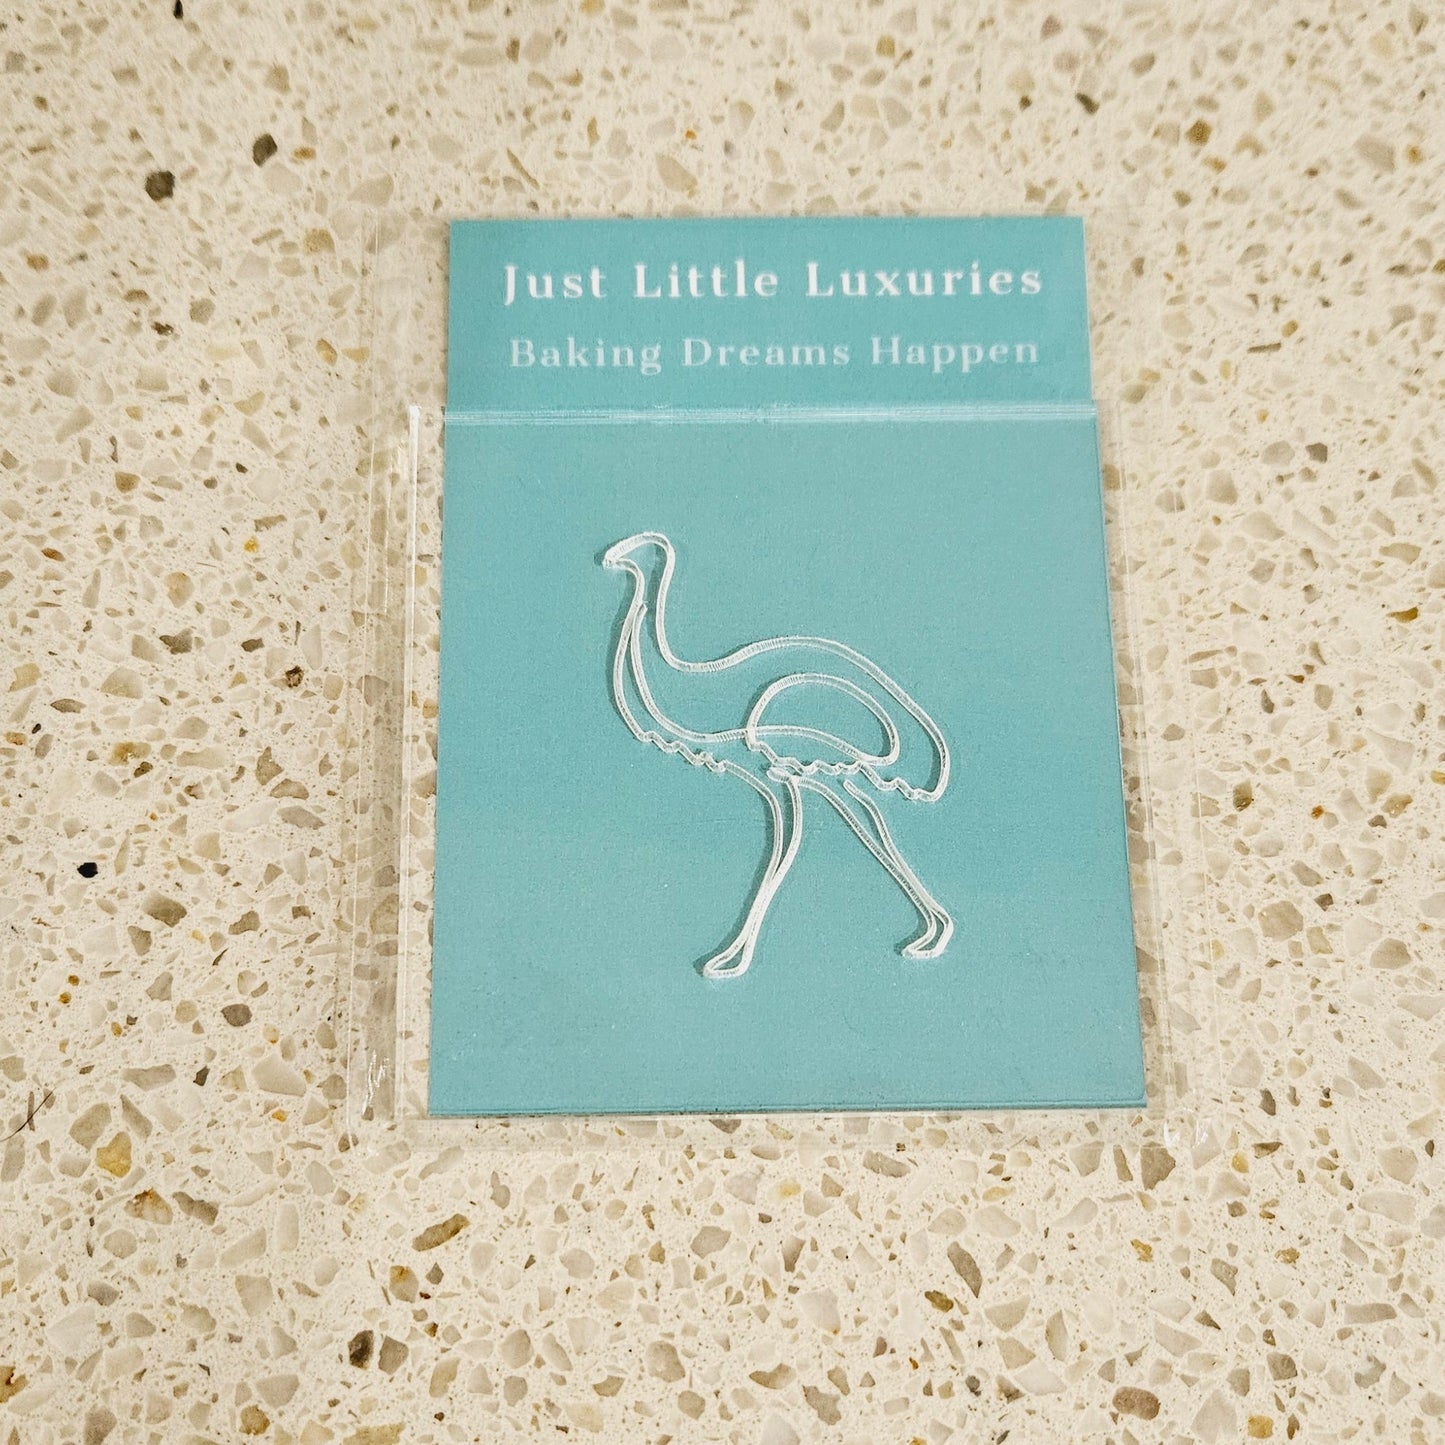 Just Little Luxuries
Baking Dreams Happen